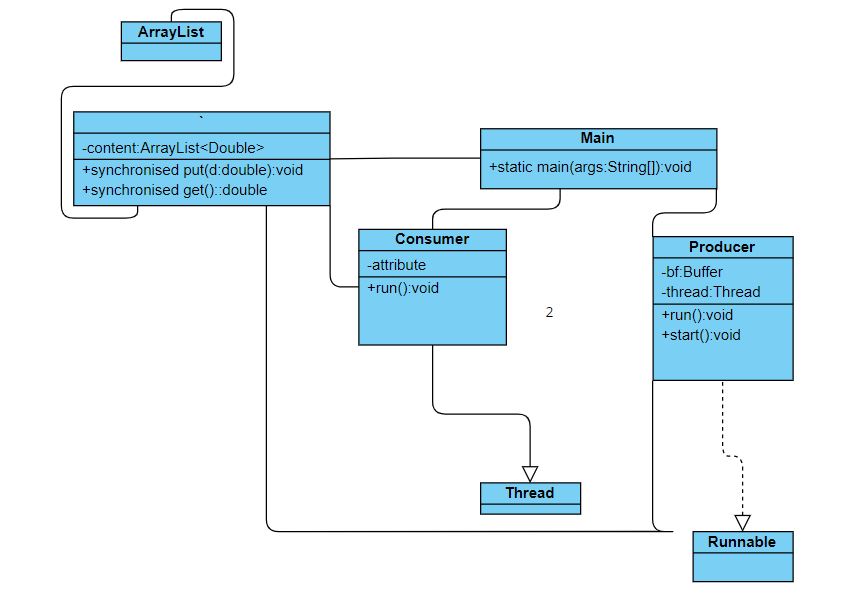 ArrayList
`
-content:ArrayList<Double>
+synchronised put(d:double):void
+synchronised get()::double
Main
+static main(args:String[]):void
Consumer
-attribute
+run():void
2
Producer
-bf:Buffer
-thread:Thread
+run():void
+start():void
Thread
Runnable